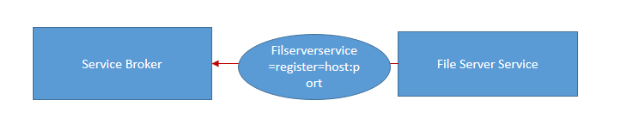 Service Broker
Filserverservice
=register=host:p
ort
File Server Service